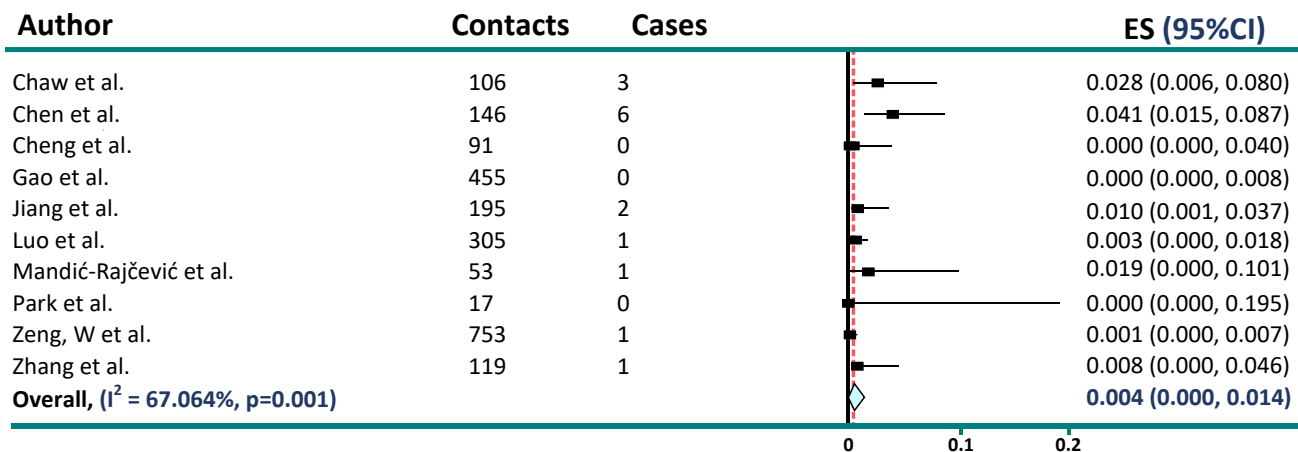 Author Contacts Cases ES (95%CI)
Chaw et al. 106 3 0.028 (0.006, 0.080)
Chen et al. 146 6 0.041 (0.015, 0.087)
Cheng et al. 91 0 0.000 (0.000, 0.040)
Gao et al. 455 0 0.000 (0.000, 0.008)
Jiang et al. 195 2 0.010 (0.001, 0.037)
Luo et al. 305 1 0.003 (0.000, 0.018)
Mandić-Rajčević et al. 53 1 0.019 (0.000, 0.101)
Park et al. 17 0 0.000 (0.000, 0.195)
Zeng, W et al. 753 1 0.001 (0.000, 0.007)
Zhang et al. 119 1 0.008 (0.000, 0.046)
Overall, (I² = 67.064%, p=0.001) 0.004 (0.000, 0.014)
0 0.1 0.2